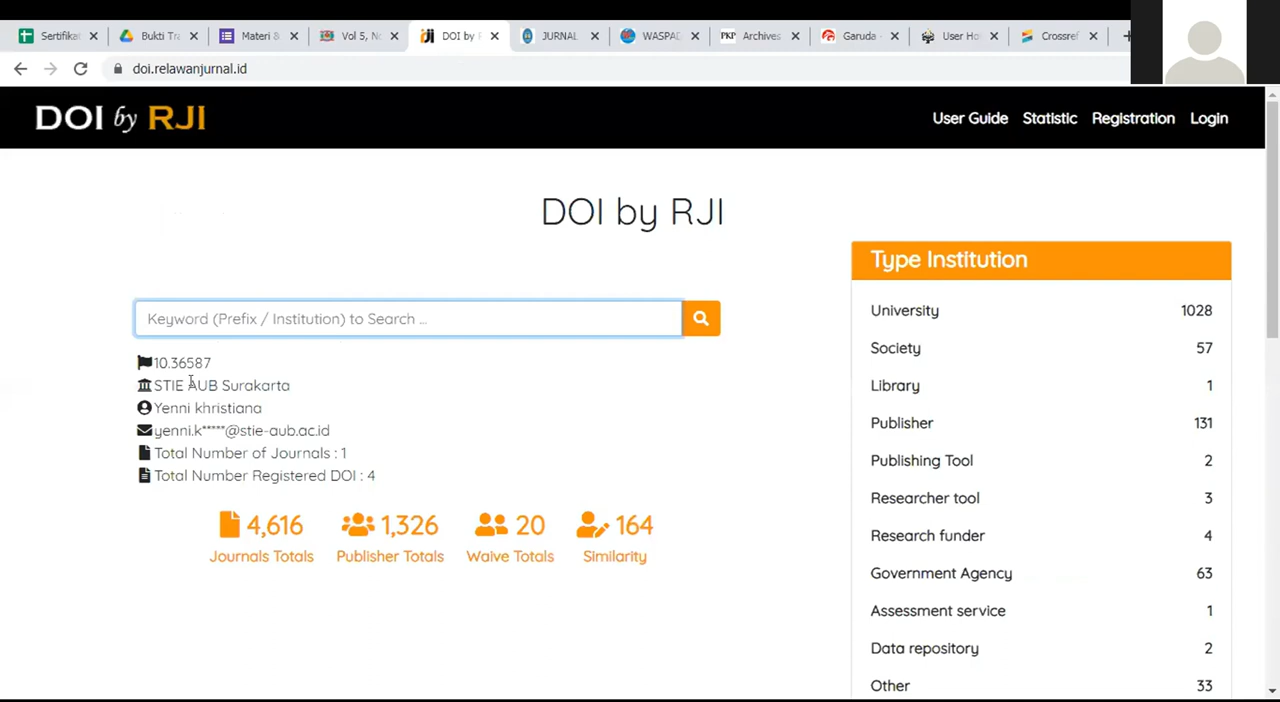 Sertifikat
Bukti Tra
Materi &
Vol 5, No
DOI by R
JURNAL
WASPAD
PKP Archives
Garuda -
User Ho
Crossref
doi.relawanjurnal.id
DOI by RJI
User Guide Statistic Registration Login
DOI by RJI
Keyword (Prefix / Institution) to Search ...
10.36587
STIE AUB Surakarta
Yenni khristiana
yenni.k*****@stie-aub.ac.id
Total Number of Journals : 1
Total Number Registered DOI : 4
4,616 1,326 20 164
Journals Totals Publisher Totals Waive Totals Similarity
Type Institution
University 1028
Society 57
Library 1
Publisher 131
Publishing Tool 2
Researcher tool 3
Research funder 4
Government Agency 63
Assessment service 1
Data repository 2
Other 33